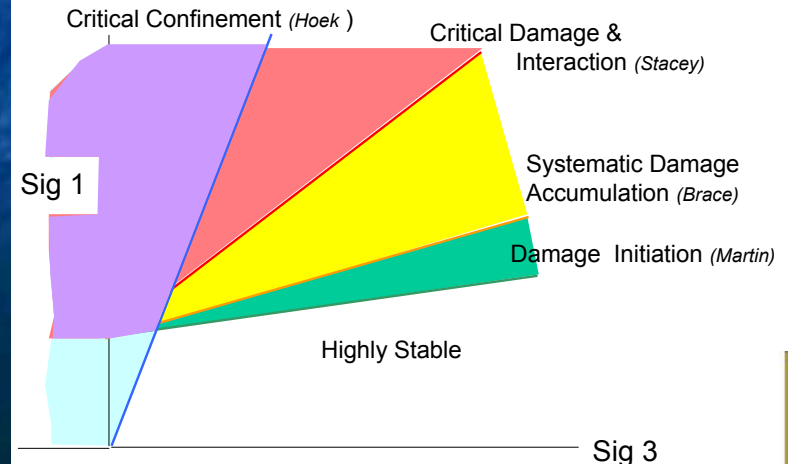 Critical Confinement (Hoek )
Critical Damage &
Interaction (Stacey)
Sig 1
Systematic Damage
Accumulation (Brace)
Damage Initiation (Martin)
Highly Stable
Sig 3